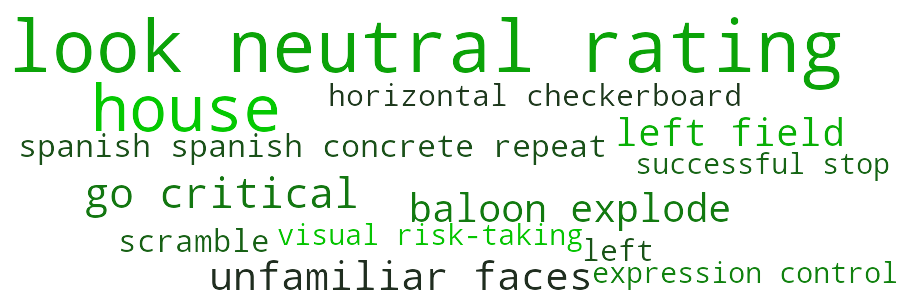 look neutral rating
house
horizontal checkerboard
left field
spanish spanish concrete repeat
successful stop
go critical
baloon explode
scramble
visual risk-taking
left
unfamiliar faces
expression control